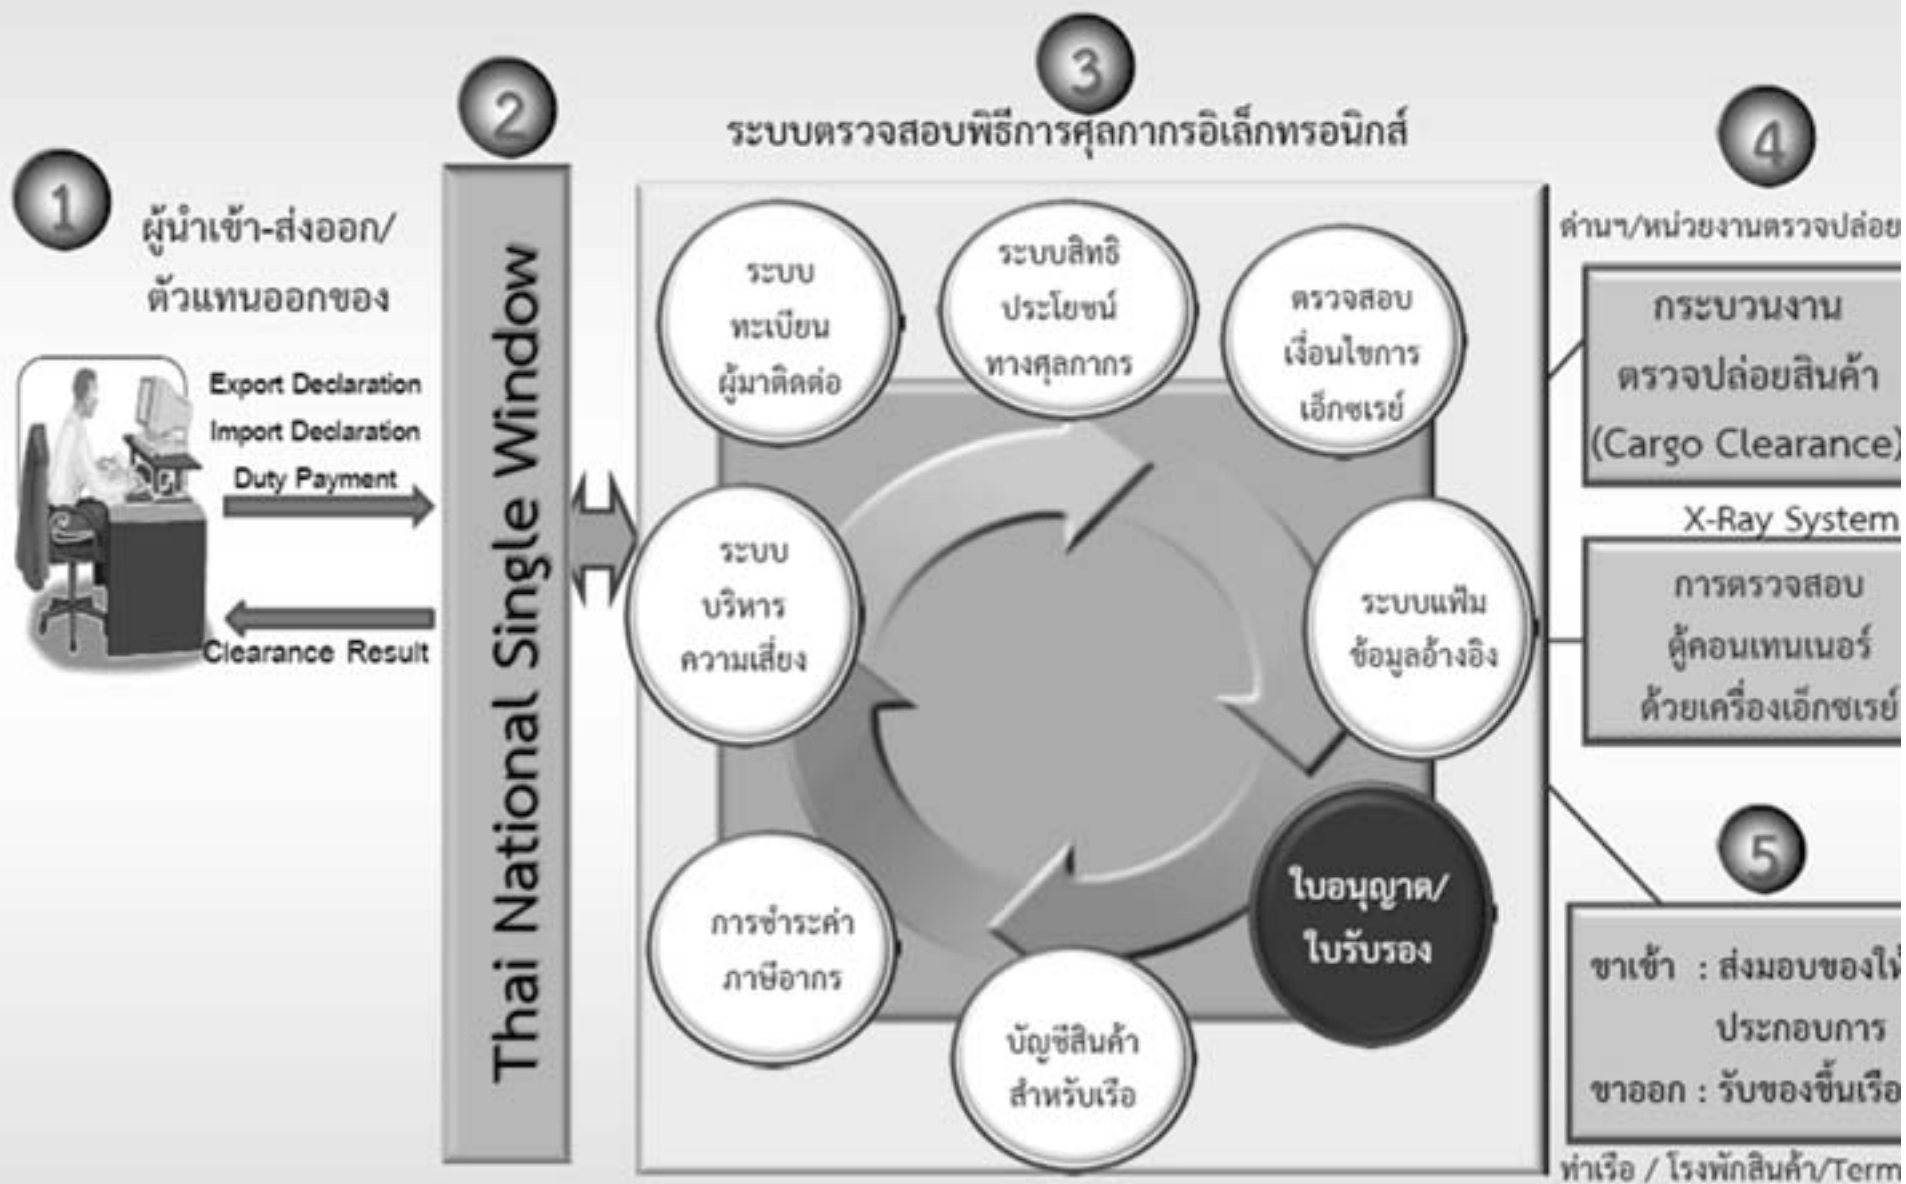 1
ผู้นำเข้า-ส่งออก/
ตัวแทนออกของ
Export Declaration
Import Declaration
Duty Payment
Clearance Result
2
Thai National Single Window
3
ระบบตรวจสอบพิธีการศุลกากรอิเล็กทรอนิกส์
ระบบ
ทะเบียน
ผู้มาติดต่อ
ระบบสิทธิ
ประโยชน์
ทางศุลกากร
ตรวจสอบ
เงื่อนไขการ
เอ็กซเรย์
ระบบ
บริหาร
ความเสี่ยง
ระบบแฟ้ม
ข้อมูลอ้างอิง
การชำระค่า
ภาษีอากร
บัญชีสินค้า
สำหรับเรือ
ใบอนุญาต/
ใบรับรอง
4
ด่านฯ/หน่วยงานตรวจปล่อย
กระบวนงาน
ตรวจปล่อยสินค้า
(Cargo Clearance)
X-Ray System
การตรวจสอบ
ตู้คอนเทนเนอร์
ด้วยเครื่องเอ็กซเรย์
5
ขาเข้า : ส่งมอบของให้
ประกอบการ
ขาออก : รับของขึ้นเรือ
ท่าเรือ / โรงพักสินค้า/Term